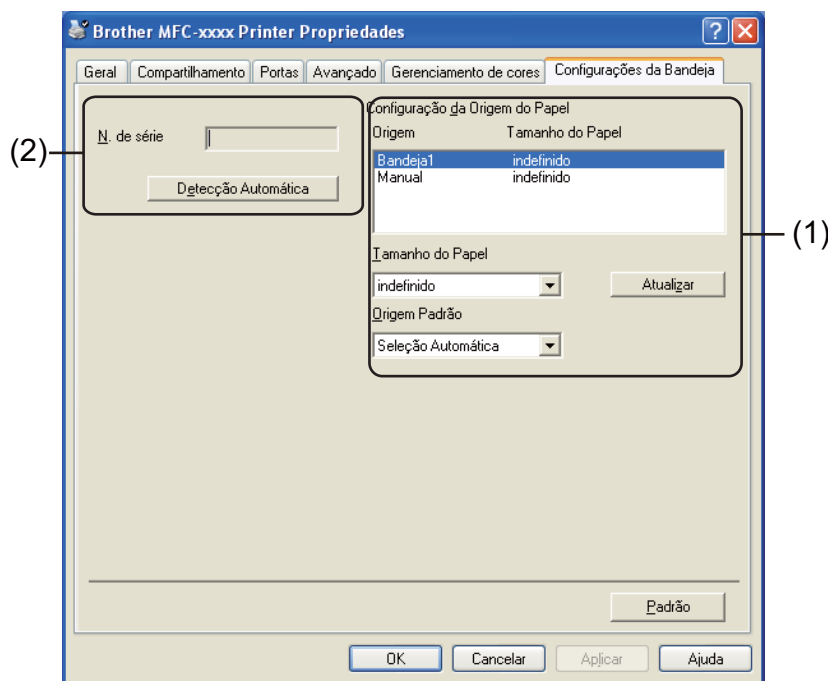 Brother MFC-xxxx Printer Propriedades
Geral Compartilhamento Portas Avançado Gerenciamento de cores Configurações da Bandeja
(2)
N. de série
Detecção Automática
Configuração da Origem do Papel
Origem Tamanho do Papel
Bandeja1 indefinido
Manual indefinido
(1)
Tamanho do Papel
indefinido Atualizar
Origem Padrão
Seleção Automática
Padrão
OK Cancelar Aplicar Ajuda